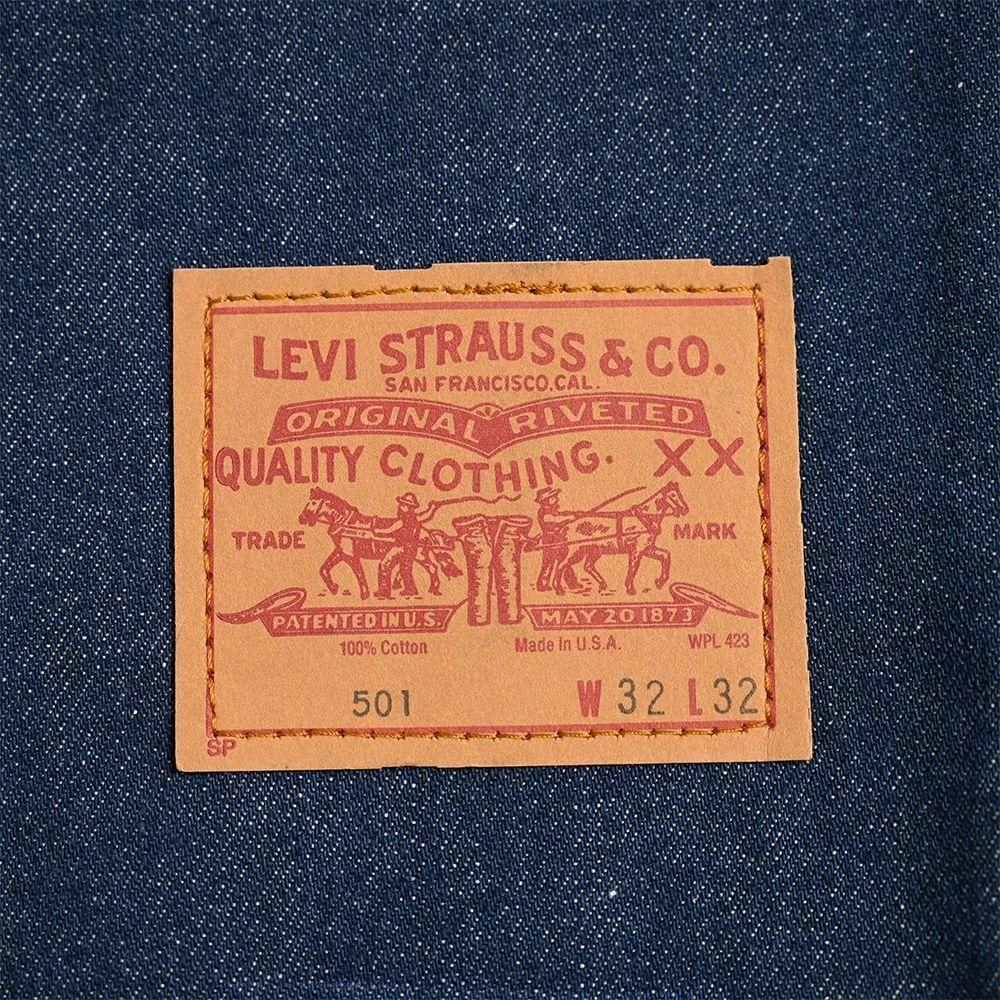 LEVI STRAUSS & CO.
SAN FRANCISCO, CAL.
ORIGINAL RIVETED
QUALITY CLOTHING. XX
TRADE MARK
PATENTED IN U.S. MAY 20 1873
100% Cotton Made in U.S.A. WPL 423
501 W 32 L 32
SP